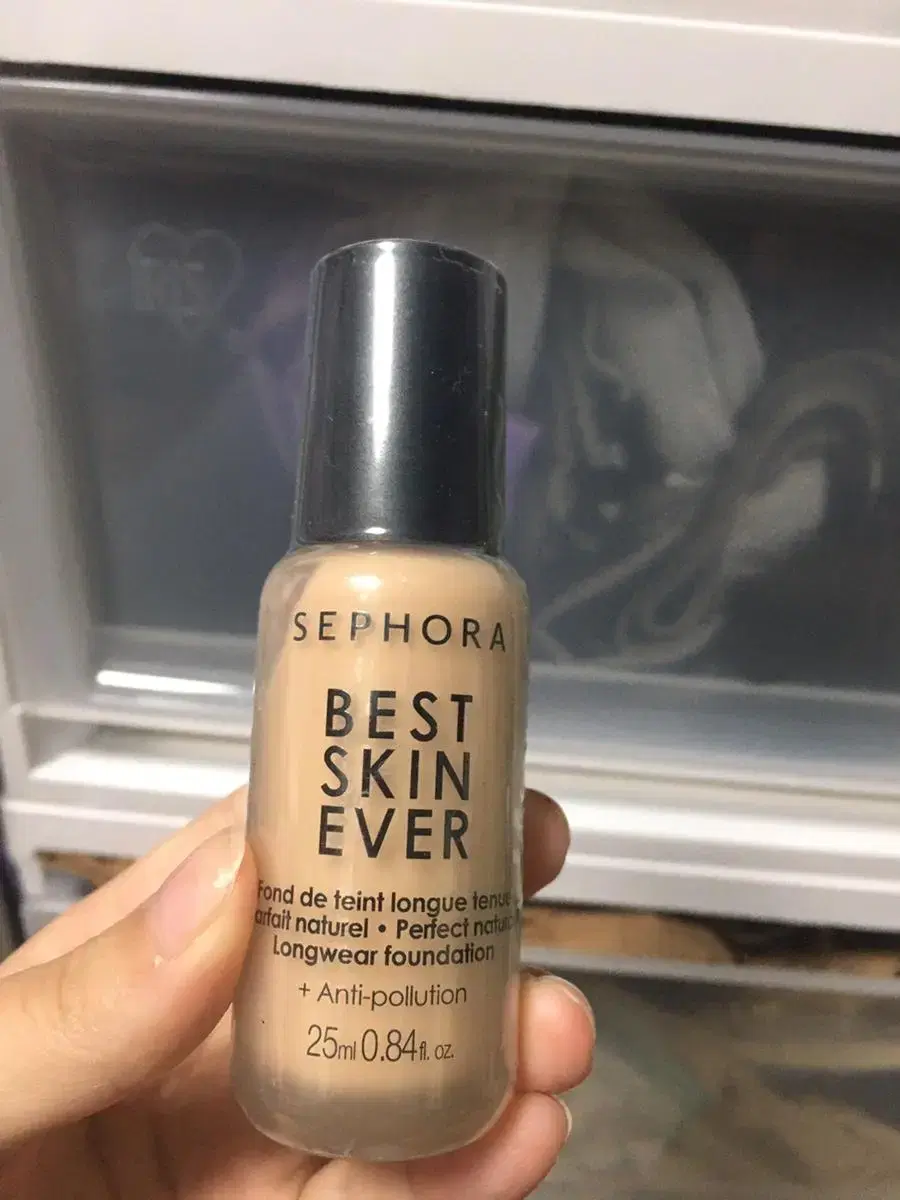 SEPHORA
BEST
SKIN
EVER
Fond de teint longue tenue
arfait naturel • Perfect natural
Longwear foundation
+ Anti-pollution
25ml 0.84fl. oz.